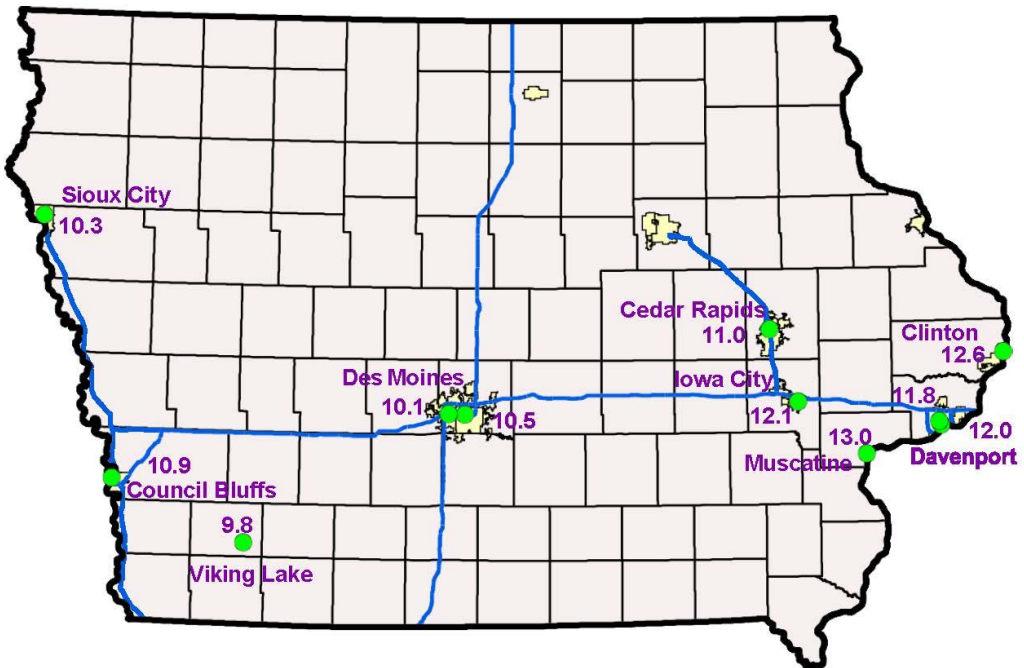 Sioux City
10.3
Cedar Rapids
11.0
Clinton
12.6
Des Moines
10.1
10.5
Iowa City
12.1
11.8
12.0
Davenport
13.0
Muscatine
10.9
Council Bluffs
9.8
Viking Lake